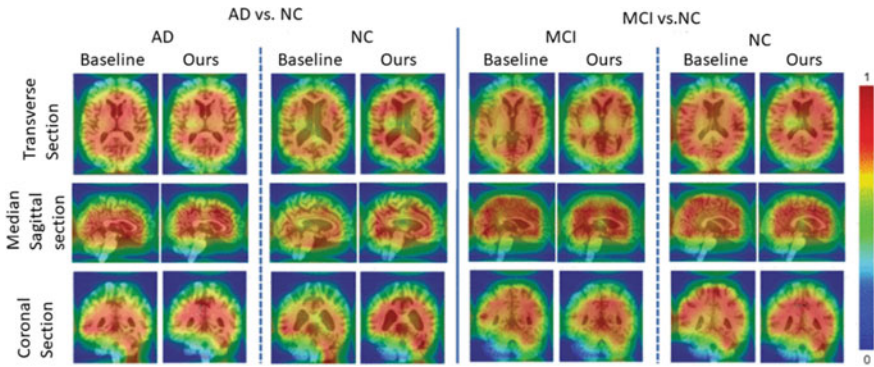 AD vs. NC
MCI vs.NC
AD
NC
MCI
NC
Baseline
Ours
Baseline
Ours
Baseline
Ours
Baseline
Ours
Transverse
Section
Median
Sagittal
section
Coronal
Section
1
0